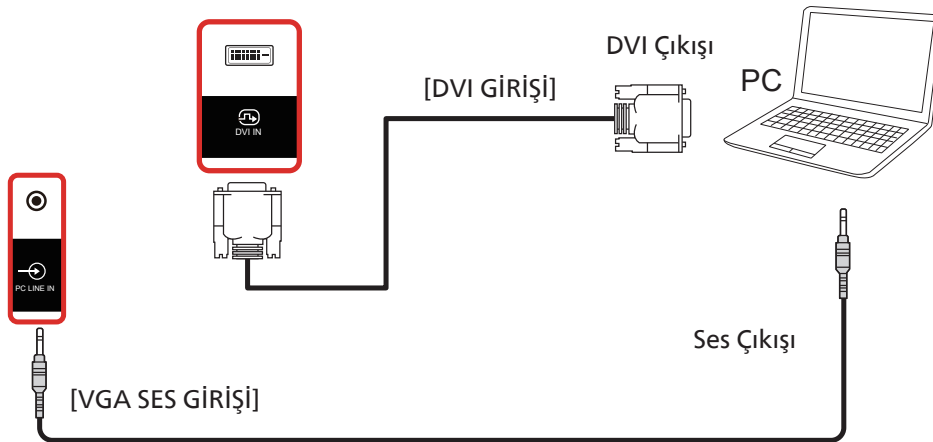 DVI Çıkışı
PC
[DVI GİRİŞİ]
DVI IN
PC LINE IN
Ses Çıkışı
[VGA SES GİRİŞİ]